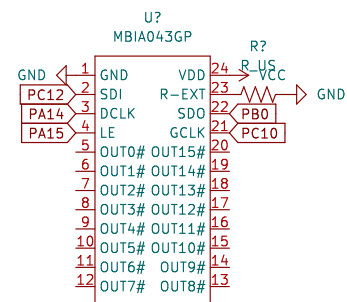 U?
MBIA043GP
R?
R_US
GND 1 GND VDD 24 VCC
PC12 2 SDI R-EXT 23 GND
PA14 3 DCLK SDO 22 PB0
PA15 4 LE GCLK 21 PC10
5 OUT0# OUT15# 20
6 OUT1# OUT14# 19
7 OUT2# OUT13# 18
8 OUT3# OUT12# 17
9 OUT4# OUT11# 16
10 OUT5# OUT10# 15
11 OUT6# OUT9# 14
12 OUT7# OUT8# 13